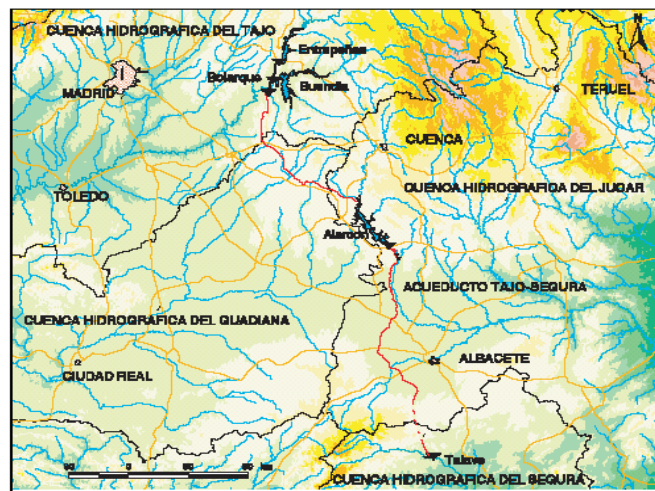 CUENCA HIDROGRAFICA DEL TAJO
N
Entrepeñas
Bolarque
Buendia
MADRID
TERUEL
CUENCA
TOLEDO
CUENCA HIDROGRAFICA DEL JUCAR
Alarcon
ACUEDUCTO TAJO-SEGURA
CUENCA HIDROGRAFICA DEL GUADIANA
ALBACETE
CIUDAD REAL
Talave
CUENCA HIDROGRAFICA DEL SEGURA